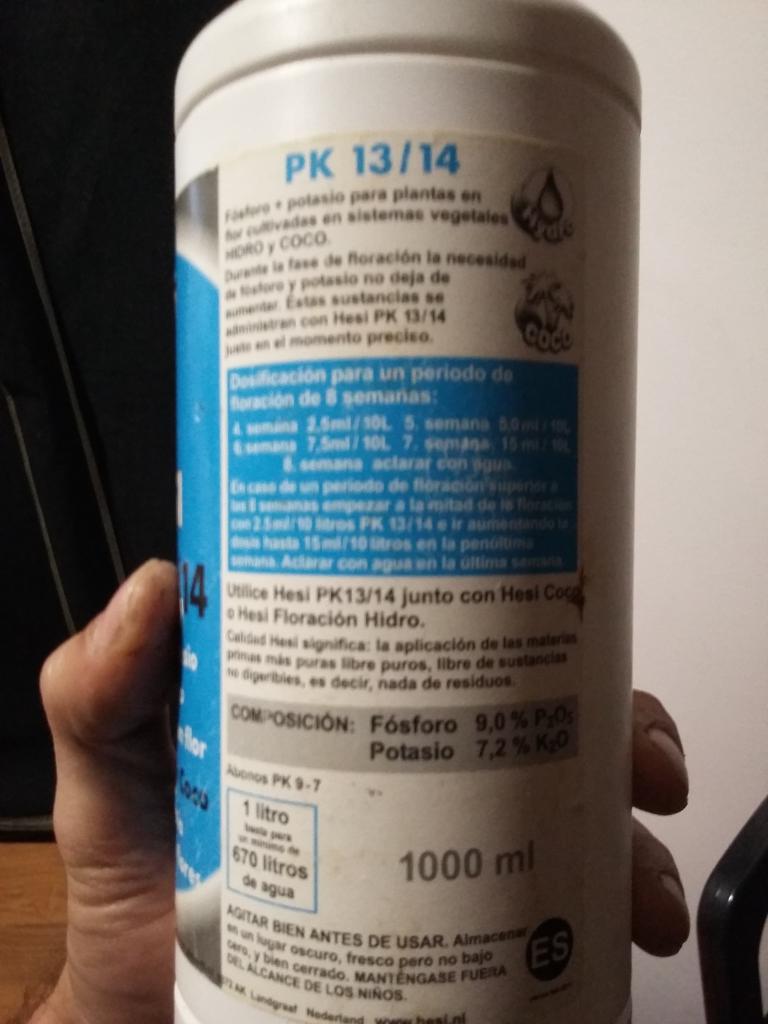 PK 13/14
Fósforo + potasio para plantas en
flor cultivadas en sistemas vegetales
HIDRO y COCO.
Hydro
Durante la fase de floración la necesidad
de fósforo y potasio no deja de
aumentar. Estas sustancias se
administran con Hesi PK 13/14
justo en el momento preciso.
COCO
Dosificación para un periodo de
floración de 8 semanas:
4. semana 2,5ml/10L 5. semana 5,0ml/10L
6. semana 7,5ml/10L 7. semana 15 ml/10L
8. semana aclarar con agua.
En caso de un periodo de floración superior a
las 8 semanas empezar a la mitad de la floración
con 2.5ml/10 litros PK 13/14 e ir aumentando la
dosis hasta 15ml/10 litros en la penúltima
semana. Aclarar con agua en la última semana.
Utilice Hesi PK13/14 junto con Hesi Coco
o Hesi Floración Hidro.
Calidad Hesi significa: la aplicación de las materias
primas más puras libre puros, libre de sustancias
no digeribles, es decir, nada de residuos.
COMPOSICIÓN: Fósforo 9,0 % P₂O₅
Potasio 7,2 % K₂O
Abonos PK 9-7
1 litro
basta para
un mínimo de
670 litros
de agua
1000 ml
AGITAR BIEN ANTES DE USAR. Almacenar
en un lugar oscuro, fresco pero no bajo
cero, y bien cerrado. MANTÉNGASE FUERA
DEL ALCANCE DE LOS NIÑOS.
ES
AK Landgraaf Nederland www.hesi.nl
14
flor
Coco